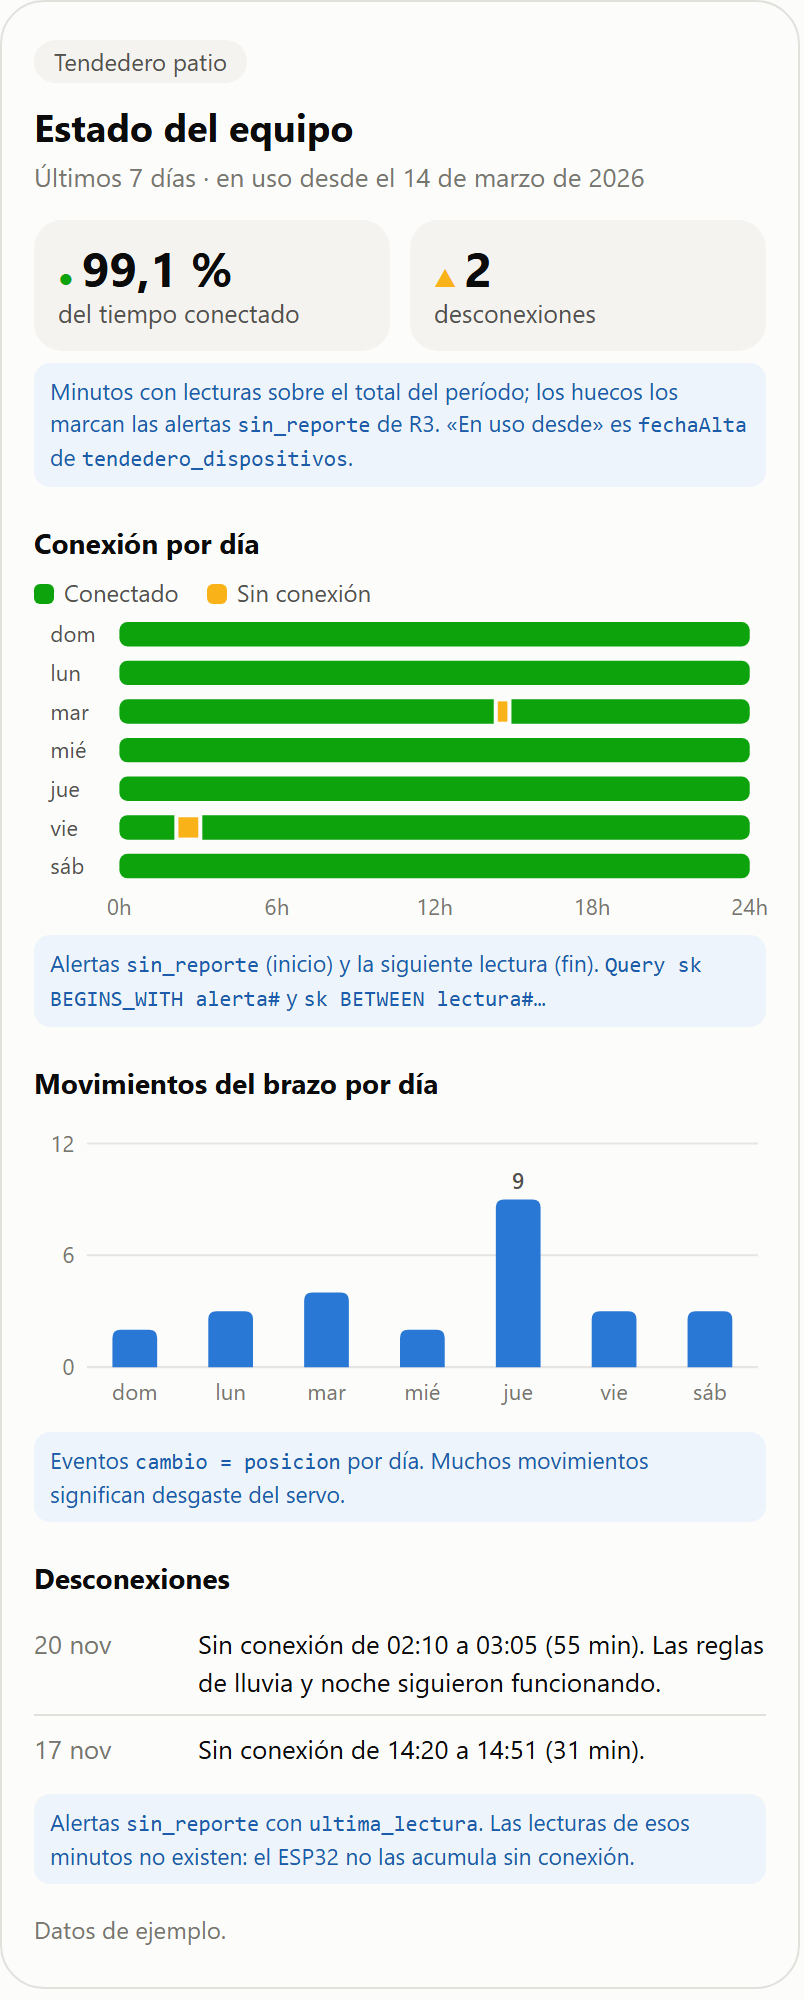 Tendedero patio
Estado del equipo
Últimos 7 días · en uso desde el 14 de marzo de 2026
99,1 %
del tiempo conectado
2
desconexiones
Minutos con lecturas sobre el total del período; los huecos los
marcan las alertas sin_reporte de R3. «En uso desde» es fechaAlta
de tendedero_dispositivos.
Conexión por día
Conectado
Sin conexión
dom
lun
mar
mié
jue
vie
sáb
0h 6h 12h 18h 24h
Alertas sin_reporte (inicio) y la siguiente lectura (fin). Query sk
BEGINS_WITH alerta# y sk BETWEEN lectura#…
Movimientos del brazo por día
12
9
6
0
dom lun mar mié jue vie sáb
Eventos cambio = posicion por día. Muchos movimientos
significan desgaste del servo.
Desconexiones
20 nov Sin conexión de 02:10 a 03:05 (55 min). Las reglas
de lluvia y noche siguieron funcionando.
17 nov Sin conexión de 14:20 a 14:51 (31 min).
Alertas sin_reporte con ultima_lectura. Las lecturas de esos
minutos no existen: el ESP32 no las acumula sin conexión.
Datos de ejemplo.